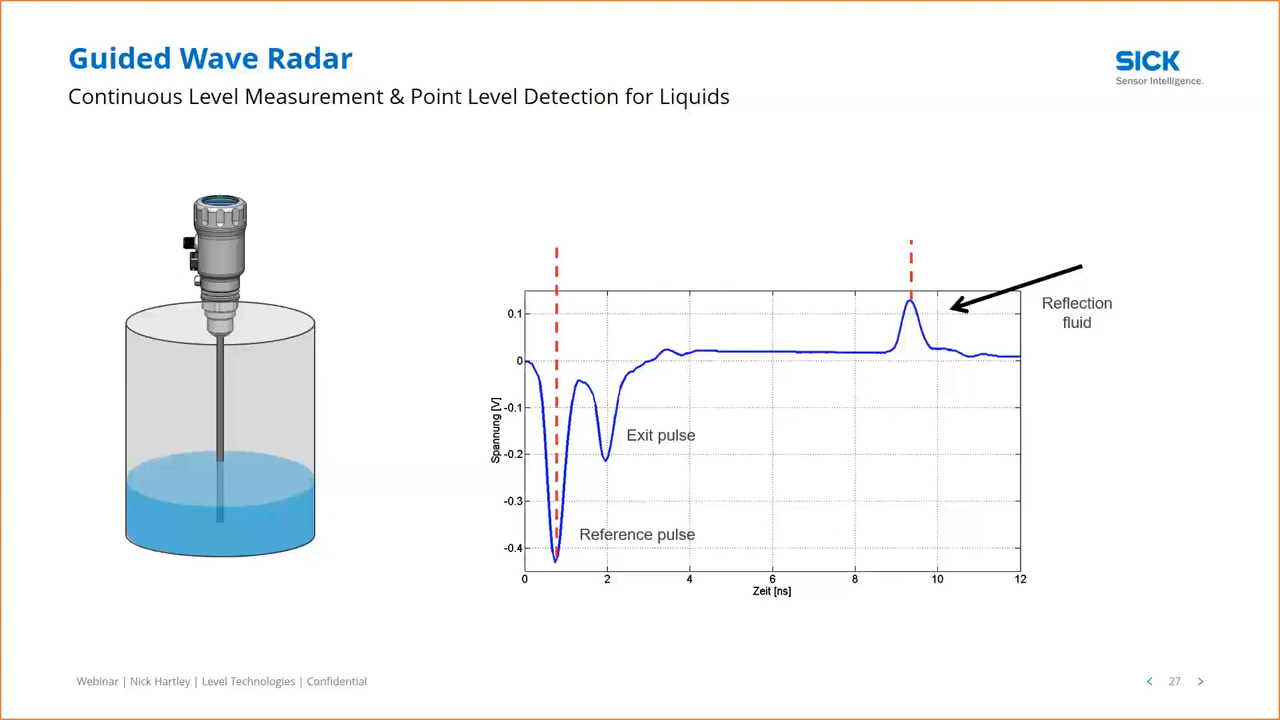 Guided Wave Radar
Continuous Level Measurement & Point Level Detection for Liquids
SICK
Sensor Intelligence.
Reflection
fluid
0.1
0
-0.1
-0.2
-0.3
-0.4
Spannung [V]
Exit pulse
Reference pulse
0 2 4 6 8 10 12
Zeit [ns]
Webinar | Nick Hartley | Level Technologies | Confidential
< 27 >